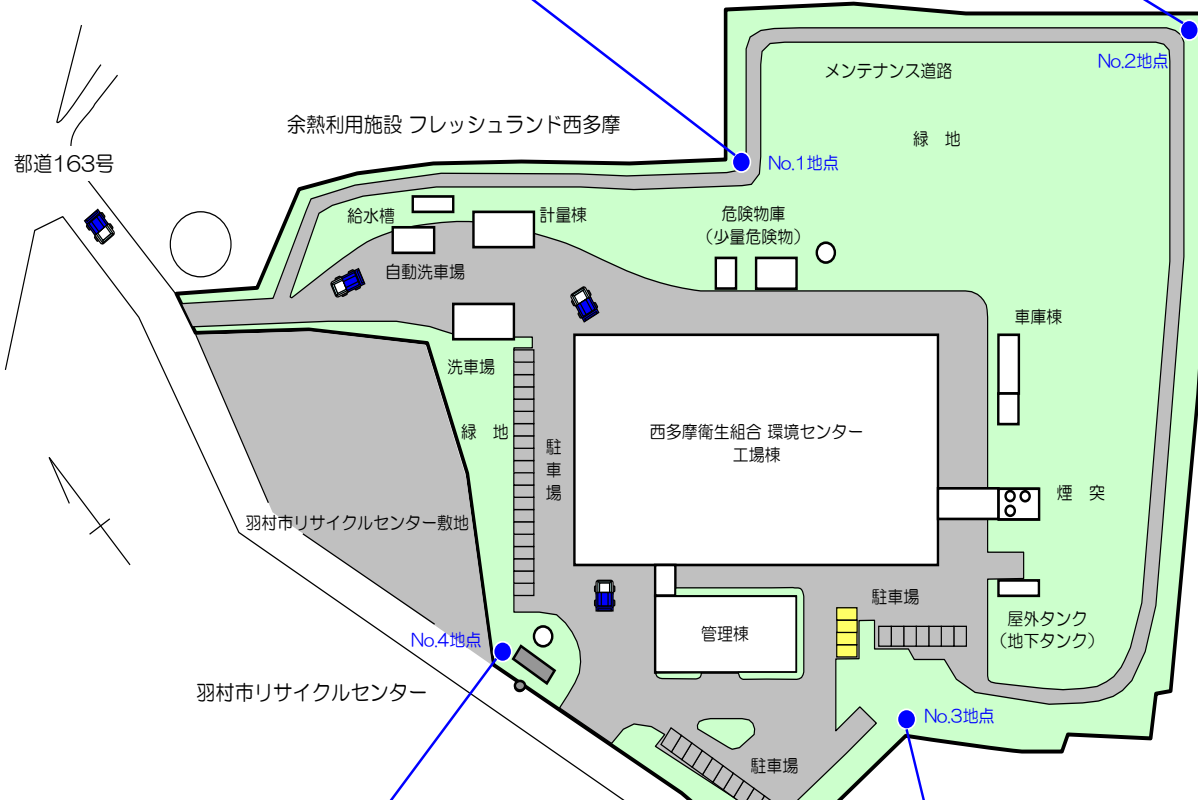 メンテナンス道路
No.2地点
余熱利用施設 フレッシュランド西多摩
緑 地
都道163号
No.1地点
給水槽
計量棟
危険物庫
（少量危険物）
自動洗車場
車庫棟
洗車場
緑 地
駐車場
西多摩衛生組合 環境センター
工場棟
煙 突
羽村市リサイクルセンター敷地
駐車場
屋外タンク
（地下タンク）
管理棟
No.4地点
羽村市リサイクルセンター
No.3地点
駐車場